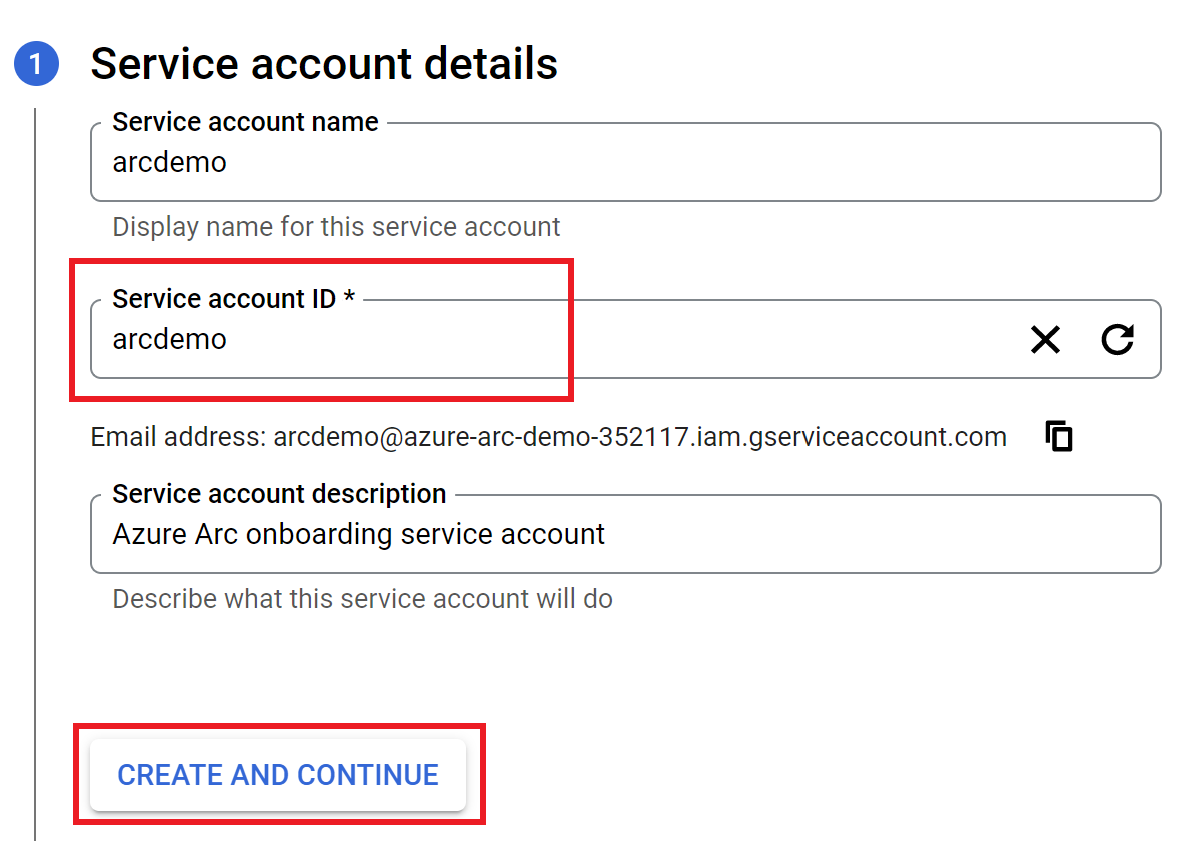 1 Service account details
Service account name
arcdemo
Display name for this service account
Service account ID *
arcdemo
Email address: arcdemo@azure-arc-demo-352117.iam.gserviceaccount.com
Service account description
Azure Arc onboarding service account
Describe what this service account will do
CREATE AND CONTINUE